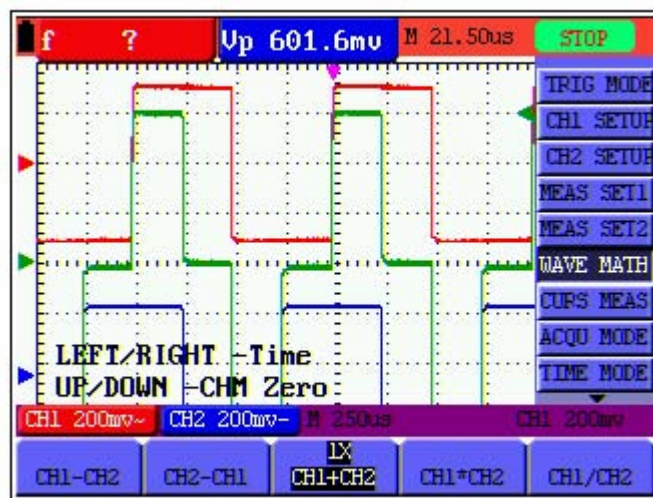 f ? Vp 601.6mv M 21.50us STOP
TRIG MODE
CH1 SETUP
CH2 SETUP
MEAS SET1
MEAS SET2
WAVE MATH
CURS MEAS
ACQU MODE
TIME MODE
LEFT/RIGHT -Time
UP/DOWN -CHM Zero
CH1 200mv~ CH2 200mv- M 250us CH1 200mv
1X
CH1-CH2 CH2-CH1 CH1+CH2 CH1*CH2 CH1/CH2